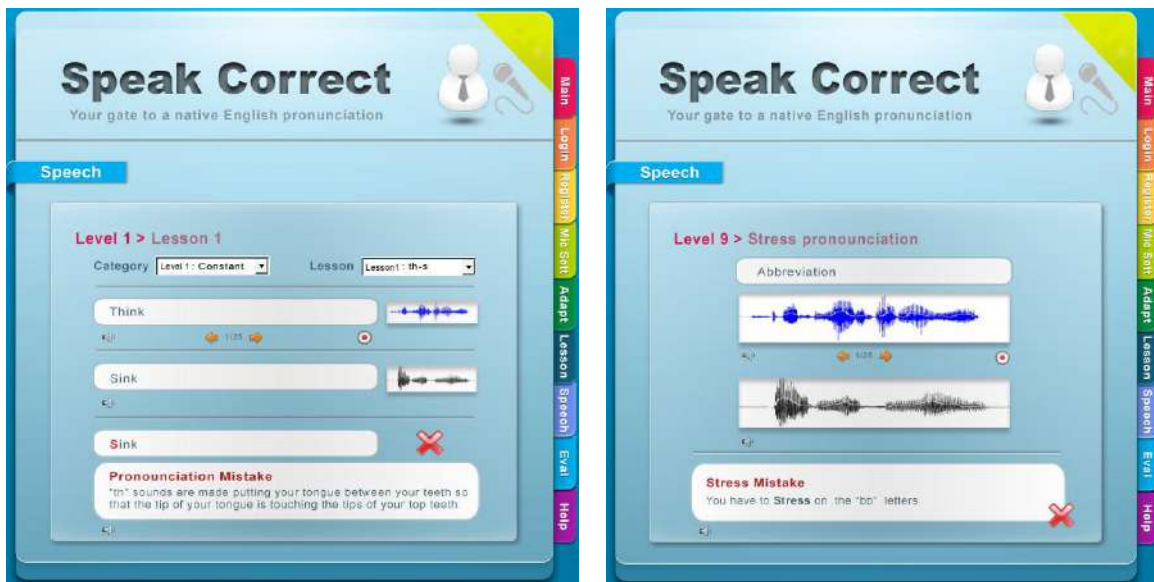 Speak Correct
Your gate to a native English pronunciation
Speech
Level 1 > Lesson 1
Category Level 1 : Constant Lesson Lesson1 : th-s
Think
1/25
Sink
Sink
Pronounciation Mistake
"th" sounds are made putting your tongue between your teeth so
that the tip of your tongue is touching the tips of your top teeth.
Main
Login
Register
Mic Sett
Adapt
Lesson
Speech
Eval
Help
Speak Correct
Your gate to a native English pronunciation
Speech
Level 9 > Stress pronounciation
Abbreviation
1/25
Stress Mistake
You have to Stress on the "bb" letters
Main
Login
Register
Mic Sett
Adapt
Lesson
Speech
Eval
Help